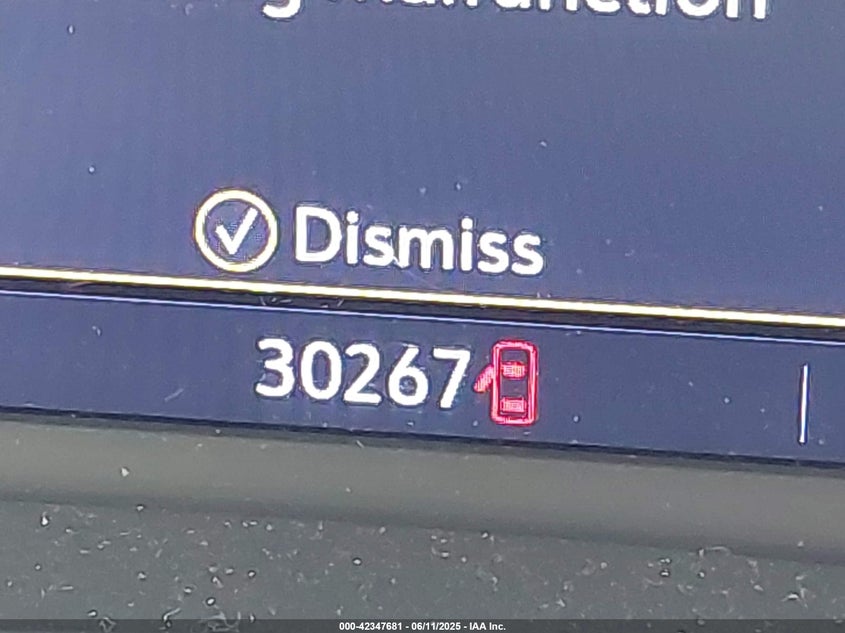 Dismiss
30267
000-42347681 - 06/11/2025 - IAA Inc.